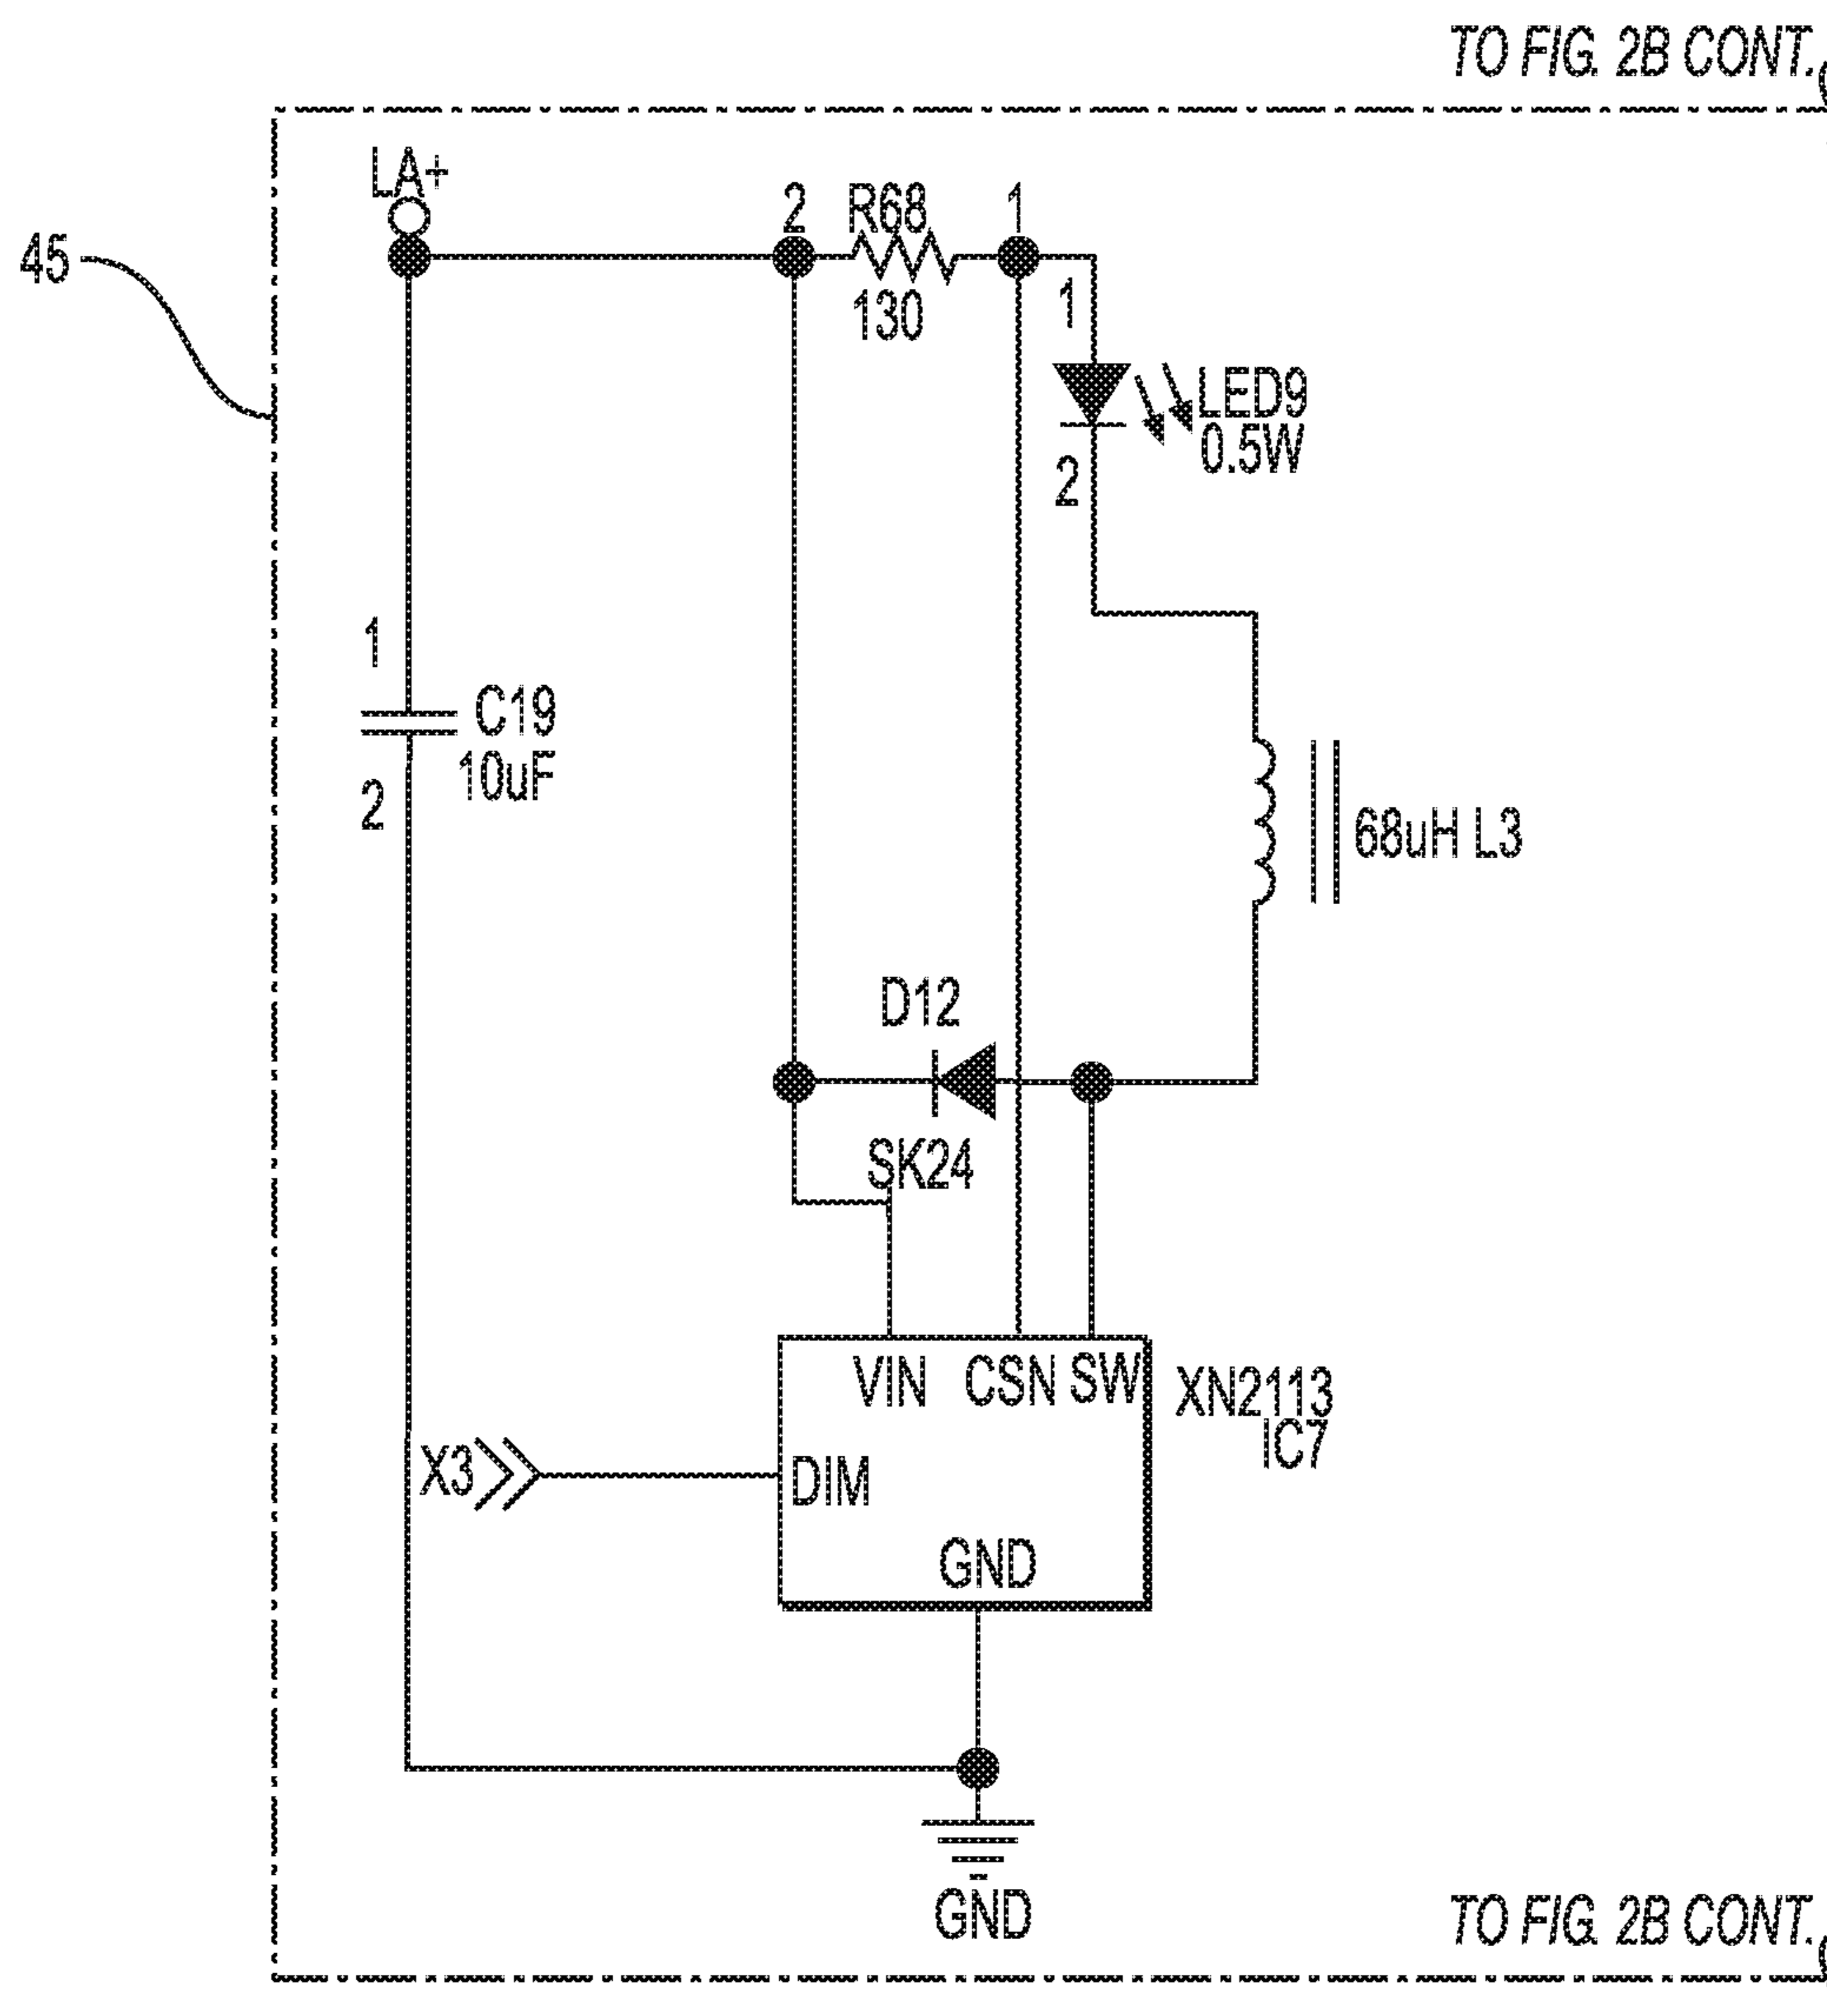 TO FIG. 2B CONT.
LA+
45
2 R68 1
130
1
LED9
0.5W
2
1
C19
10uF
2
68uH L3
D12
SK24
VIN CSN SW
XN2113
IC7
X3
DIM
GND
GND
TO FIG. 2B CONT.